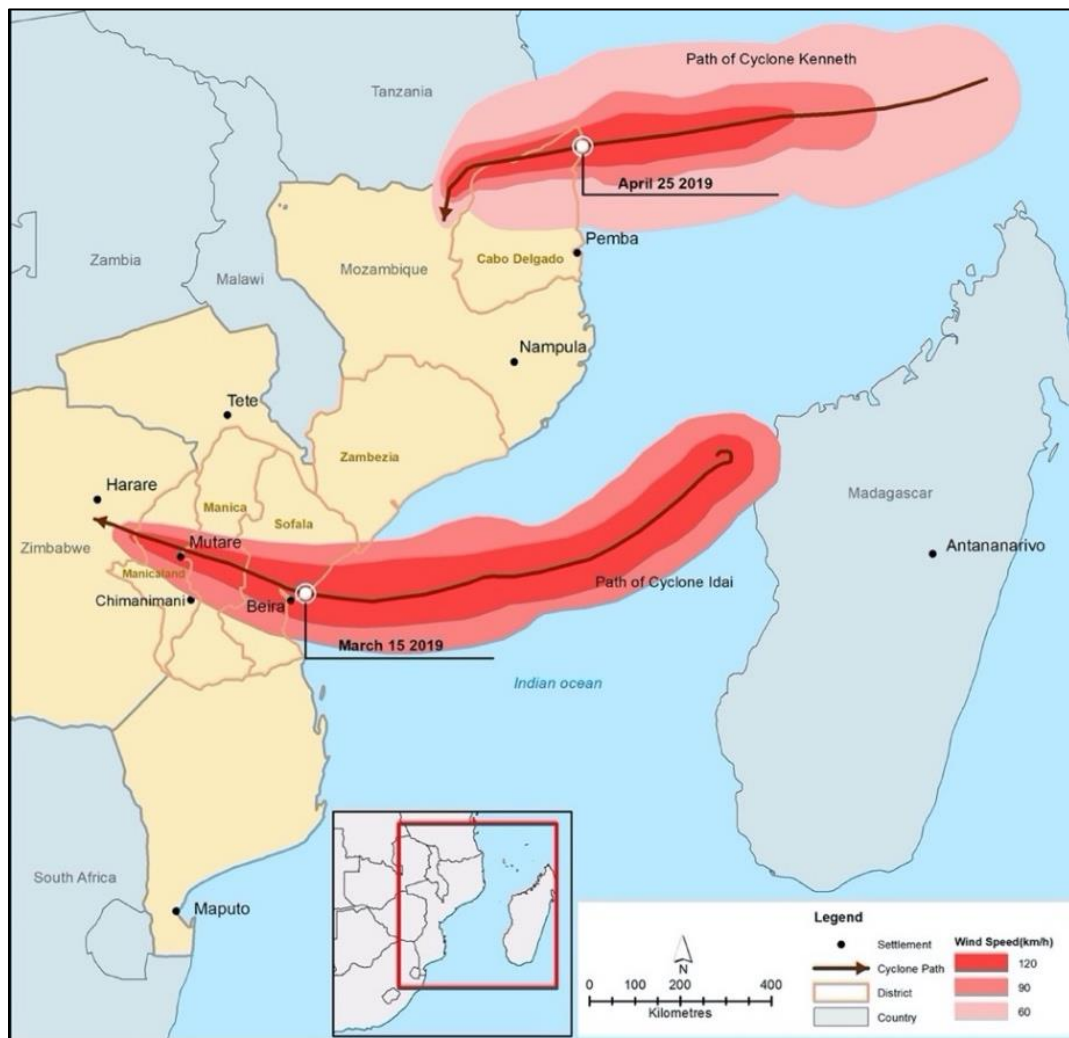 Path of Cyclone Kenneth
Tanzania
April 25 2019
Pemba
Cabo Delgado
Mozambique
Zambia
Malawi
Nampula
Tete
Zambezia
Harare
Manica
Sofala
Madagascar
Mutare
Zimbabwe
Antananarivo
Manicaland
Path of Cyclone Idai
Chimanimani
Beira
March 15 2019
Indian ocean
South Africa
Maputo
Legend
Settlement
Cyclone Path
District
Country
Wind Speed(km/h)
120
90
60
N
0 100 200 400
Kilometres